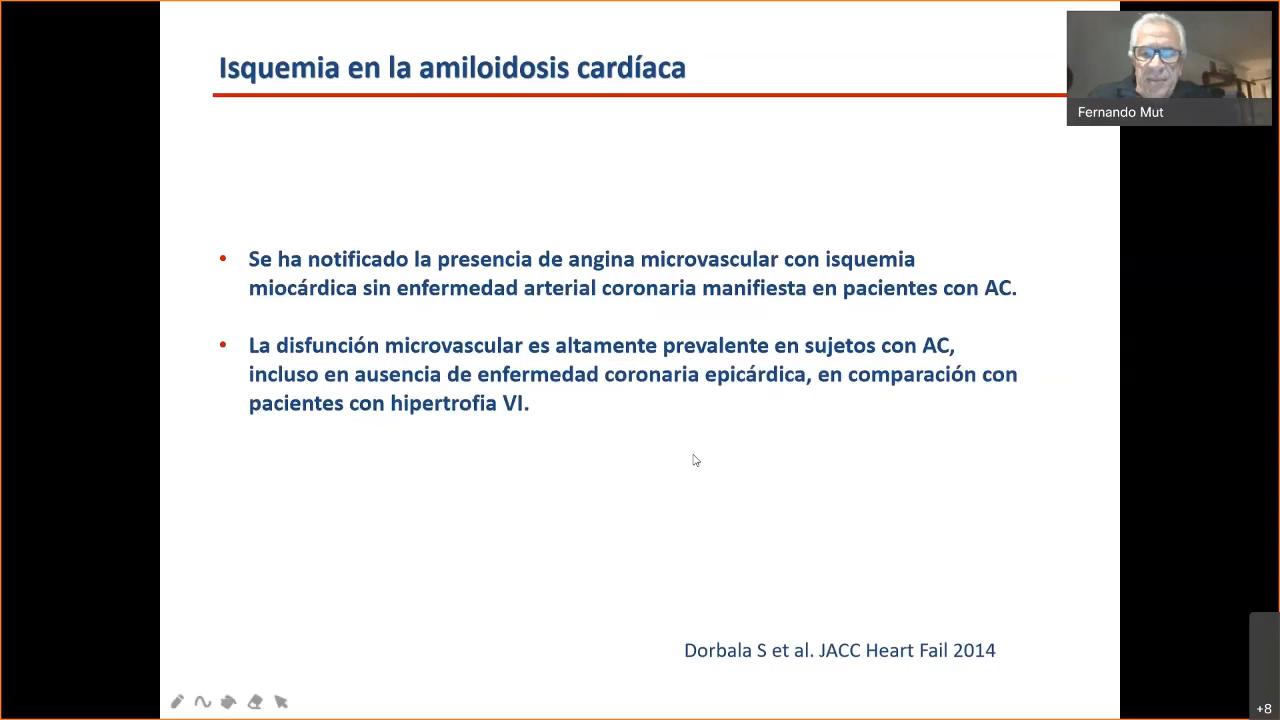 Isquemia en la amiloidosis cardíaca
Fernando Mut
• Se ha notificado la presencia de angina microvascular con isquemia
miocárdica sin enfermedad arterial coronaria manifiesta en pacientes con AC.
• La disfunción microvascular es altamente prevalente en sujetos con AC,
incluso en ausencia de enfermedad coronaria epicárdica, en comparación con
pacientes con hipertrofia VI.
Dorbala S et al. JACC Heart Fail 2014
+8